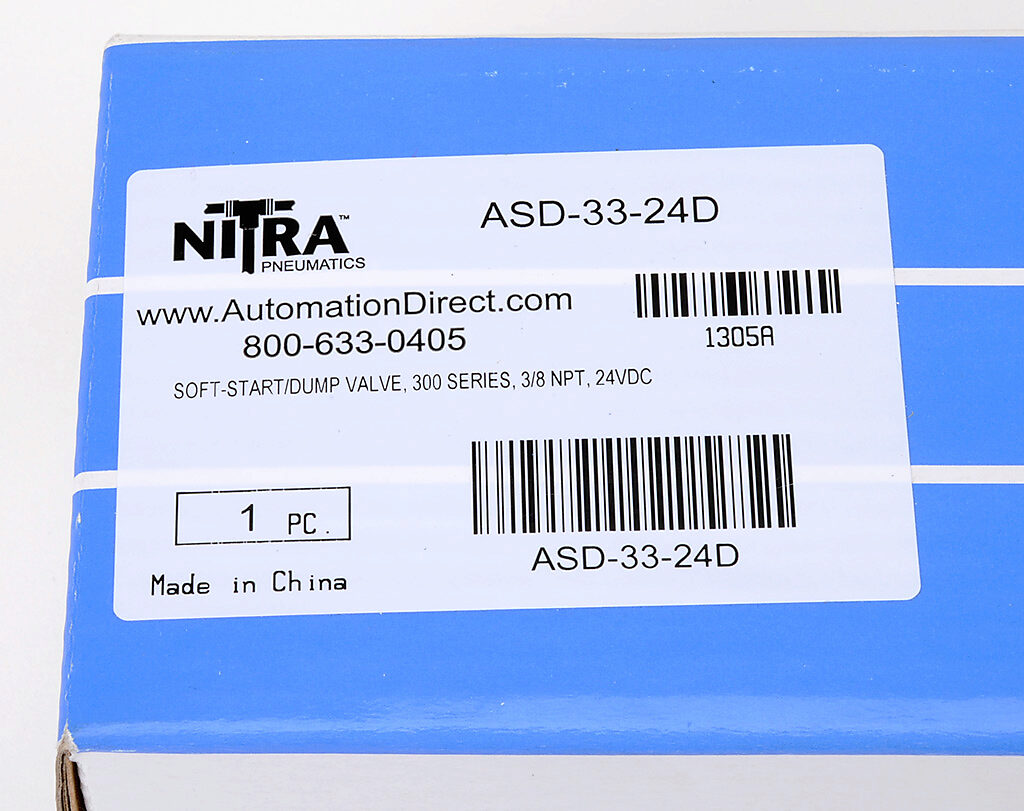 NITRA™
PNEUMATICS
ASD-33-24D
www.AutomationDirect.com
800-633-0405
1305A
SOFT-START/DUMP VALVE, 300 SERIES, 3/8 NPT, 24VDC
1 PC.
ASD-33-24D
Made in China